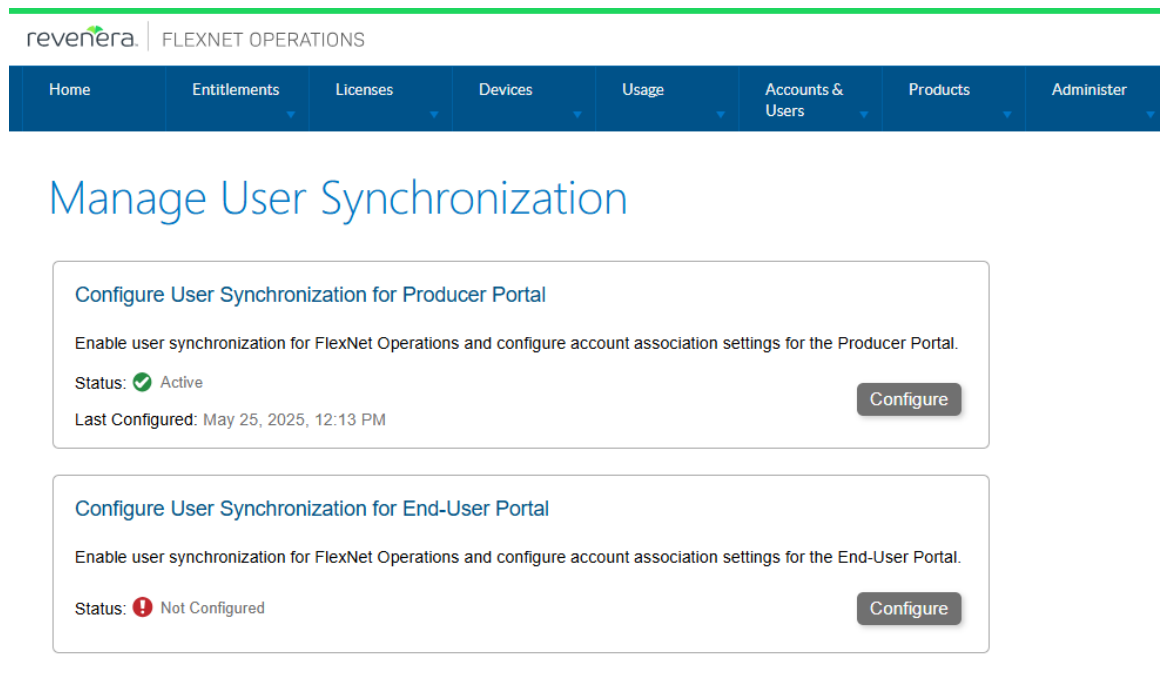 revenera. FLEXNET OPERATIONS
Home Entitlements Licenses Devices Usage Accounts & Users Products Administer
Manage User Synchronization
Configure User Synchronization for Producer Portal
Enable user synchronization for FlexNet Operations and configure account association settings for the Producer Portal.
Status: Active
Last Configured: May 25, 2025, 12:13 PM
Configure
Configure User Synchronization for End-User Portal
Enable user synchronization for FlexNet Operations and configure account association settings for the End-User Portal.
Status: Not Configured
Configure